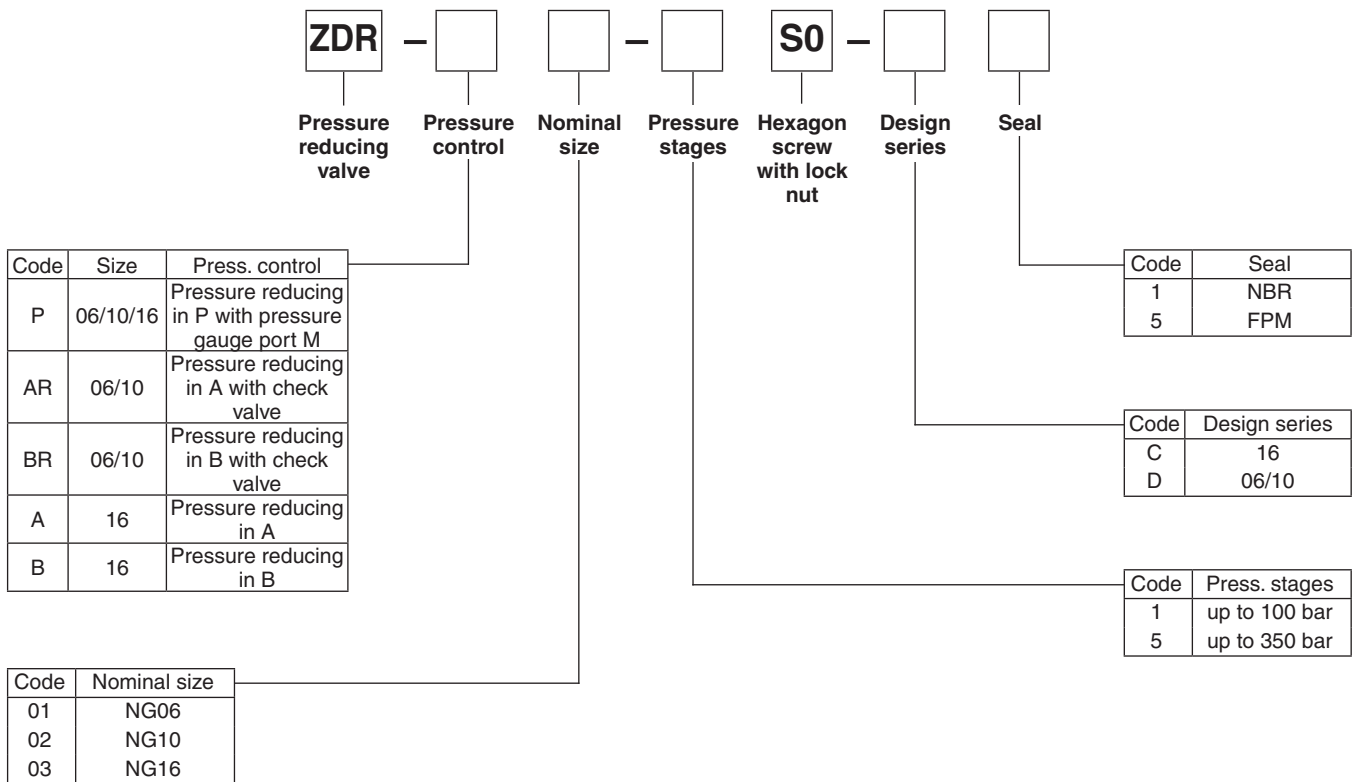 ZDR – – S0 –
Pressure reducing valve
Pressure control
Nominal size
Pressure stages
Hexagon screw with lock nut
Design series
Seal
Code Size Press. control
P 06/10/16 Pressure reducing in P with pressure gauge port M
AR 06/10 Pressure reducing in A with check valve
BR 06/10 Pressure reducing in B with check valve
A 16 Pressure reducing in A
B 16 Pressure reducing in B
Code Nominal size
01 NG06
02 NG10
03 NG16
Code Seal
1 NBR
5 FPM
Code Design series
C 16
D 06/10
Code Press. stages
1 up to 100 bar
5 up to 350 bar